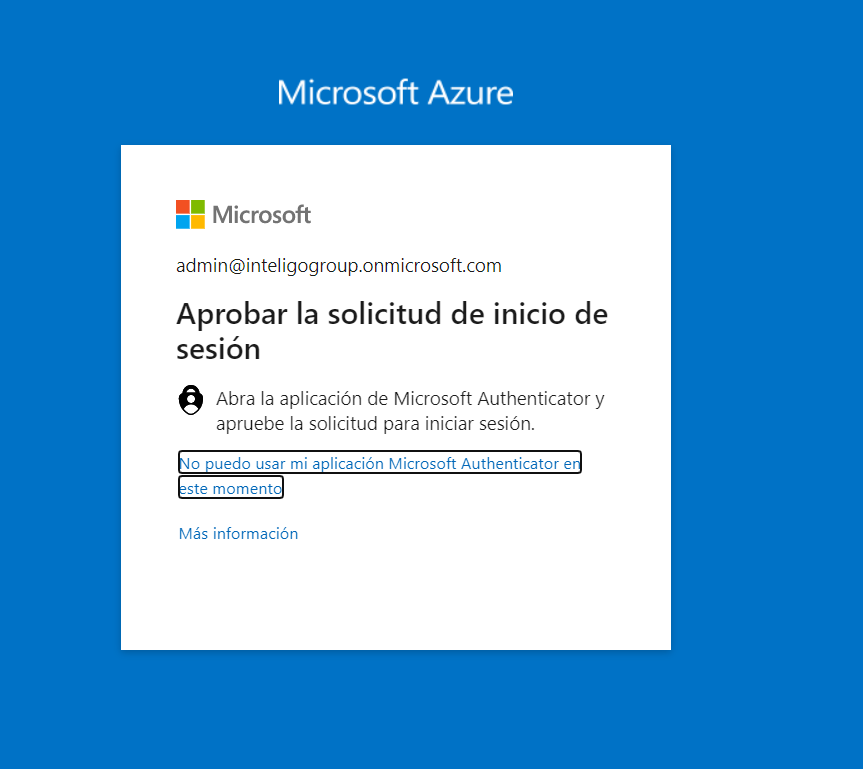 Microsoft Azure
Microsoft
admin@inteligogroup.onmicrosoft.com
Aprobar la solicitud de inicio de
sesión
Abra la aplicación de Microsoft Authenticator y
apruebe la solicitud para iniciar sesión.
No puedo usar mi aplicación Microsoft Authenticator en
este momento
Más información